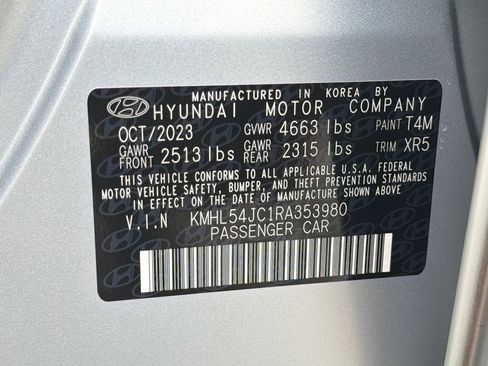 MANUFACTURED IN KOREA BY
HYUNDAI MOTOR COMPANY
OCT/2023 GVWR 4663 lbs PAINT T4M
GAWR FRONT 2513 lbs GAWR REAR 2315 lbs TRIM XR5
THIS VEHICLE CONFORMS TO ALL APPLICABLE U.S.A. FEDERAL
MOTOR VEHICLE SAFETY, BUMPER, AND THEFT PREVENTION STANDARDS
IN EFFECT ON THE DATE OF MANUFACTURE SHOWN ABOVE
V.I.N KMHL54JC1RA353980
PASSENGER CAR